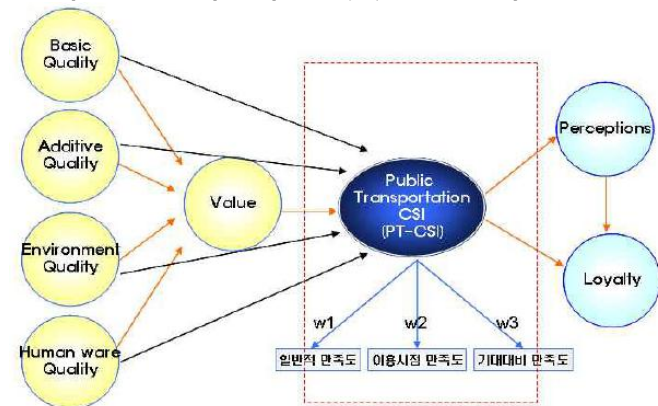 Basic
Quality
Additive
Quality
Environment
Quality
Human ware
Quality
Value
Public
Transportation
CSI
(PT-CSI)
Perceptions
Loyalty
w1
w2
w3
일반적 만족도
이용시점 만족도
기대대비 만족도